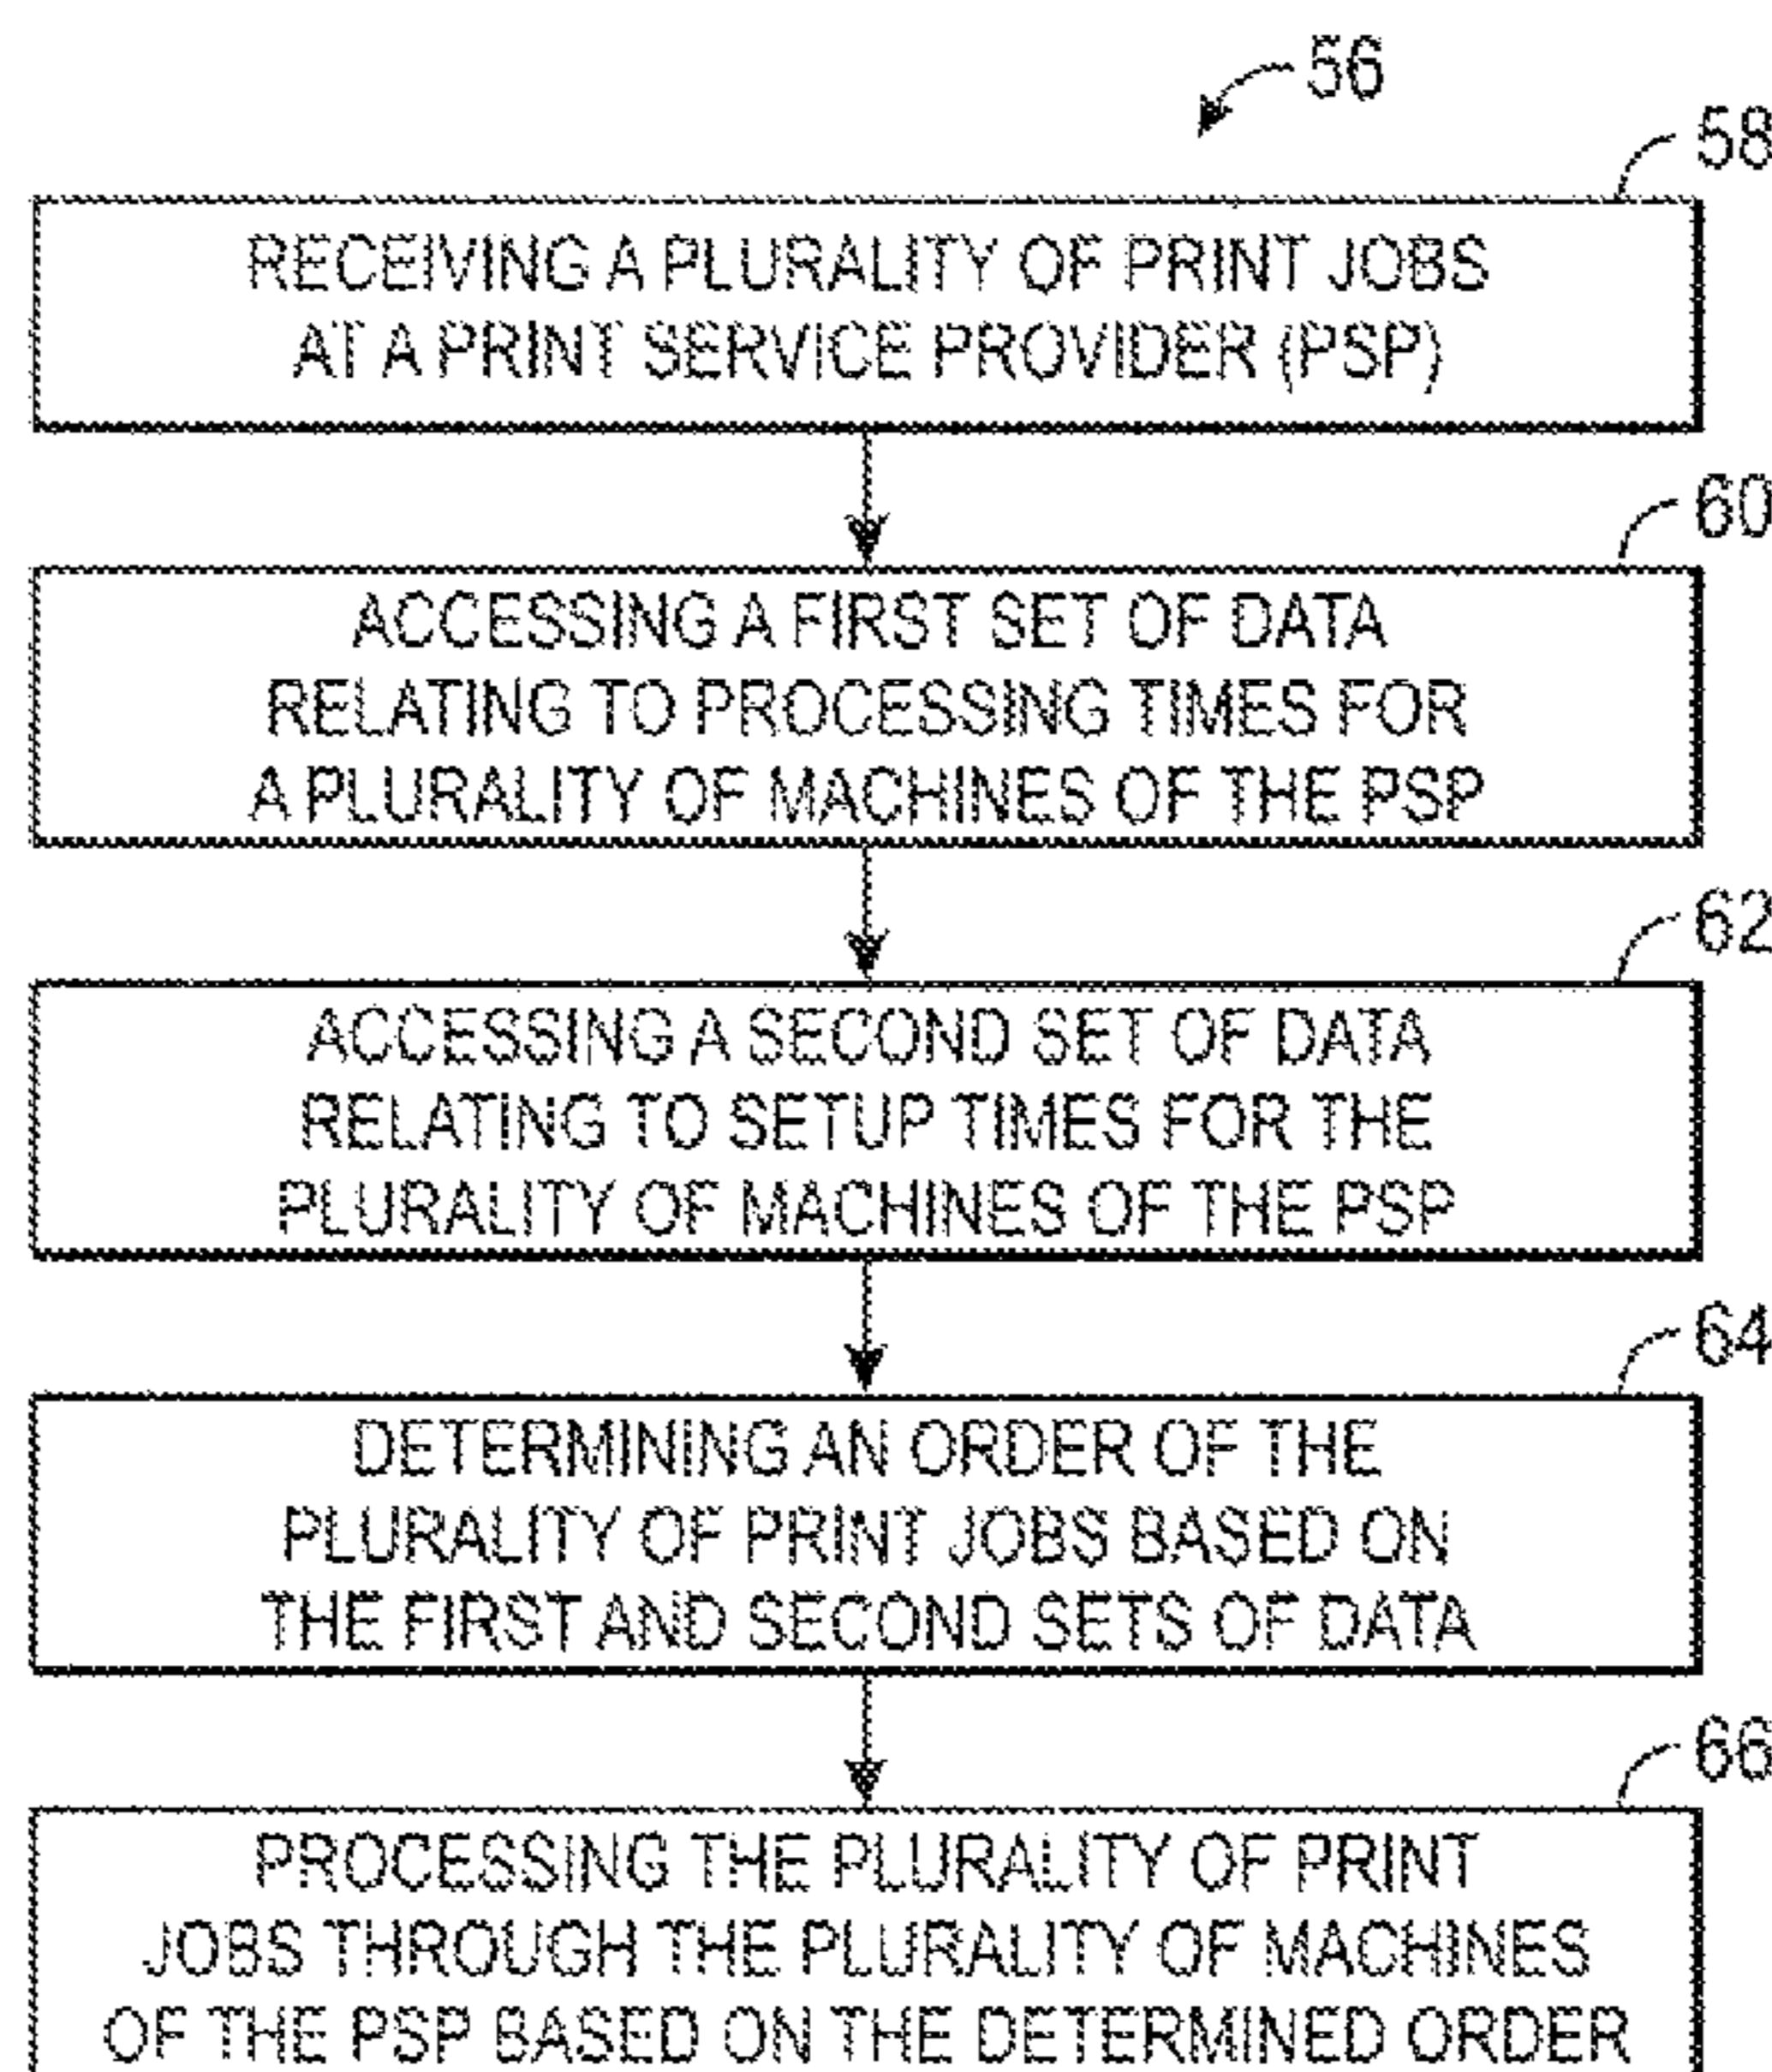 56
58
RECEIVING A PLURALITY OF PRINT JOBS
AT A PRINT SERVICE PROVIDER (PSP)
60
ACCESSING A FIRST SET OF DATA
RELATING TO PROCESSING TIMES FOR
A PLURALITY OF MACHINES OF THE PSP
62
ACCESSING A SECOND SET OF DATA
RELATING TO SETUP TIMES FOR THE
PLURALITY OF MACHINES OF THE PSP
64
DETERMINING AN ORDER OF THE
PLURALITY OF PRINT JOBS BASED ON
THE FIRST AND SECOND SETS OF DATA
66
PROCESSING THE PLURALITY OF PRINT
JOBS THROUGH THE PLURALITY OF MACHINES
OF THE PSP BASED ON THE DETERMINED ORDER